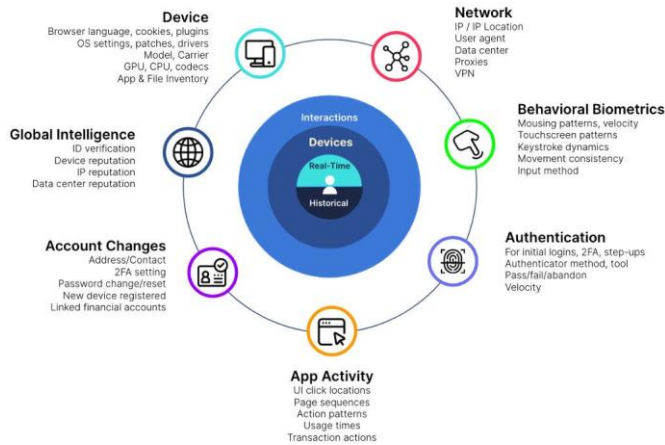 Device
Browser language, cookies, plugins
OS settings, patches, drivers
Model, Carrier
GPU, CPU, codecs
App & File Inventory
Network
IP / IP Location
User agent
Data center
Proxies
VPN
Global Intelligence
ID verification
Device reputation
IP reputation
Data center reputation
Interactions
Devices
Real-Time
Historical
Behavioral Biometrics
Mousing patterns, velocity
Touchscreen patterns
Keystroke dynamics
Movement consistency
Input method
Account Changes
Address/Contact
2FA setting
Password change/reset
New device registered
Linked financial accounts
Authentication
For initial logins, 2FA, step-ups
Authenticator method, tool
Pass/fail/abandon
Velocity
App Activity
UI click locations
Page sequences
Action patterns
Usage times
Transaction actions